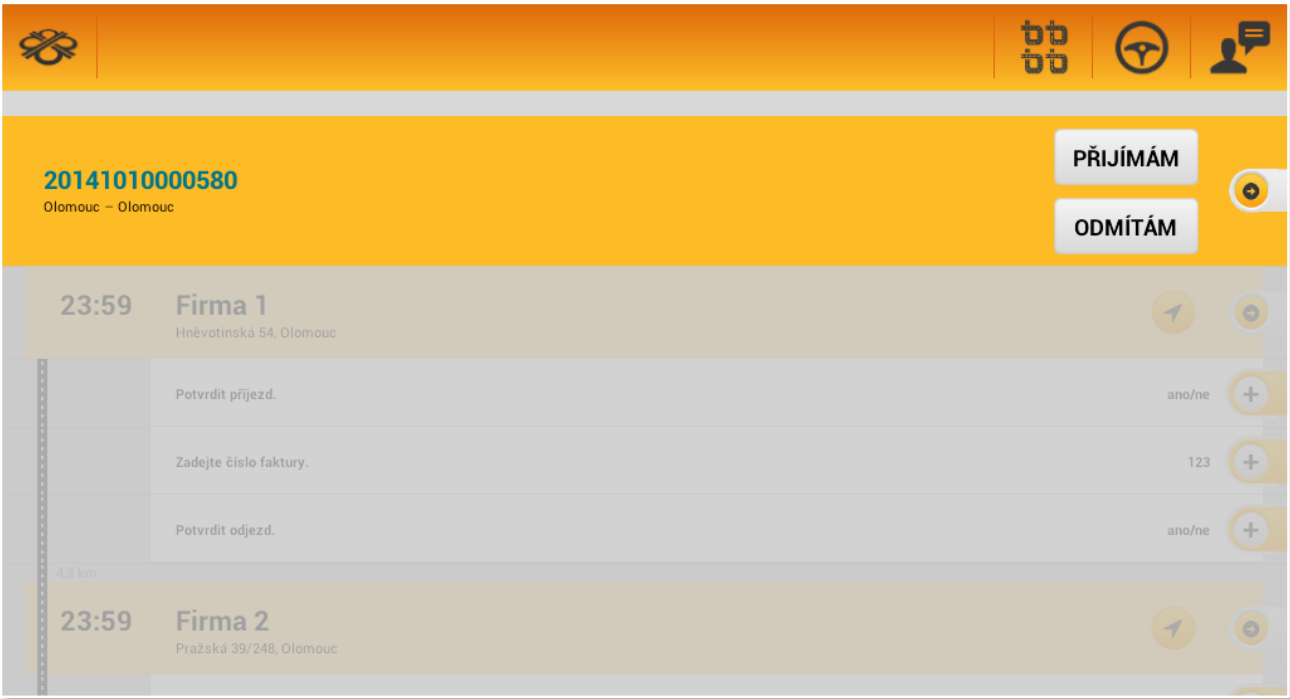 20141010000580
Olomouc – Olomouc
PŘIJÍMÁM
ODMÍTÁM
23:59 Firma 1
Hněvotínská 54, Olomouc
Potvrdit příjezd. ano/ne
Zadejte číslo faktury. 123
Potvrdit odjezd. ano/ne
4,3 km
23:59 Firma 2
Pražská 39/248, Olomouc